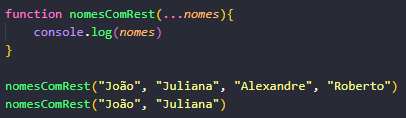 function nomesComRest(...nomes){
    console.log(nomes)
}
nomesComRest("João", "Juliana", "Alexandre", "Roberto")
nomesComRest("João", "Juliana")